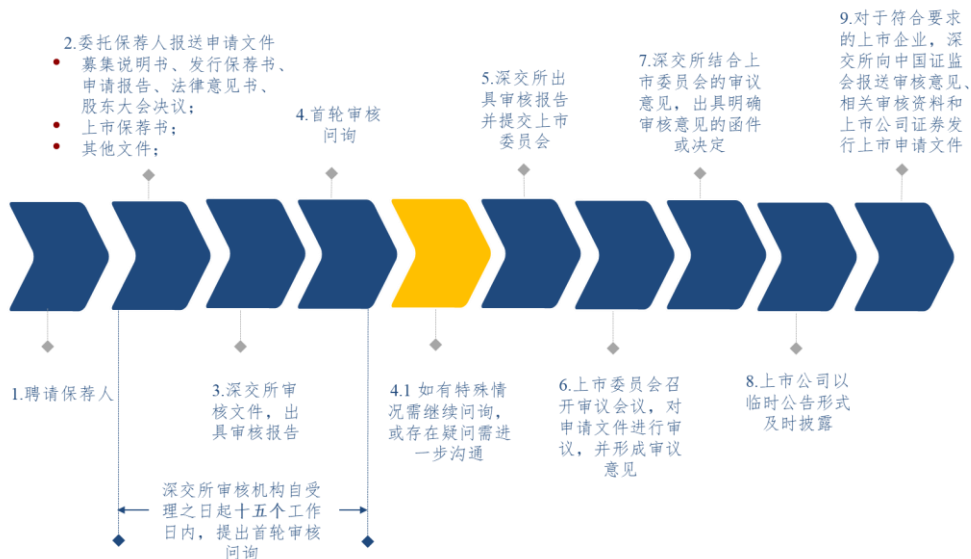 1.聘请保荐人
2.委托保荐人报送申请文件
• 募集说明书、发行保荐书、
申请报告、法律意见书、
股东大会决议；
• 上市保荐书；
• 其他文件；
3.深交所审
核文件，出
具审核报告
4.首轮审核
问询
深交所审核机构自受
理之日起十五个工作
日内，提出首轮审核
问询
4.1 如有特殊情
况需继续问询，
或存在疑问需进
一步沟通
5.深交所出
具审核报告
并提交上市
委员会
6.上市委员会召
开审议会议，对
申请文件进行审
议，并形成审议
意见
7.深交所结合上
市委员会的审议
意见，出具明确
审核意见的函件
或决定
8.上市公司以
临时公告形式
及时披露
9.对于符合要求
的上市企业，深
交所向中国证监
会报送审核意见、
相关审核资料和
上市公司证券发
行上市申请文件